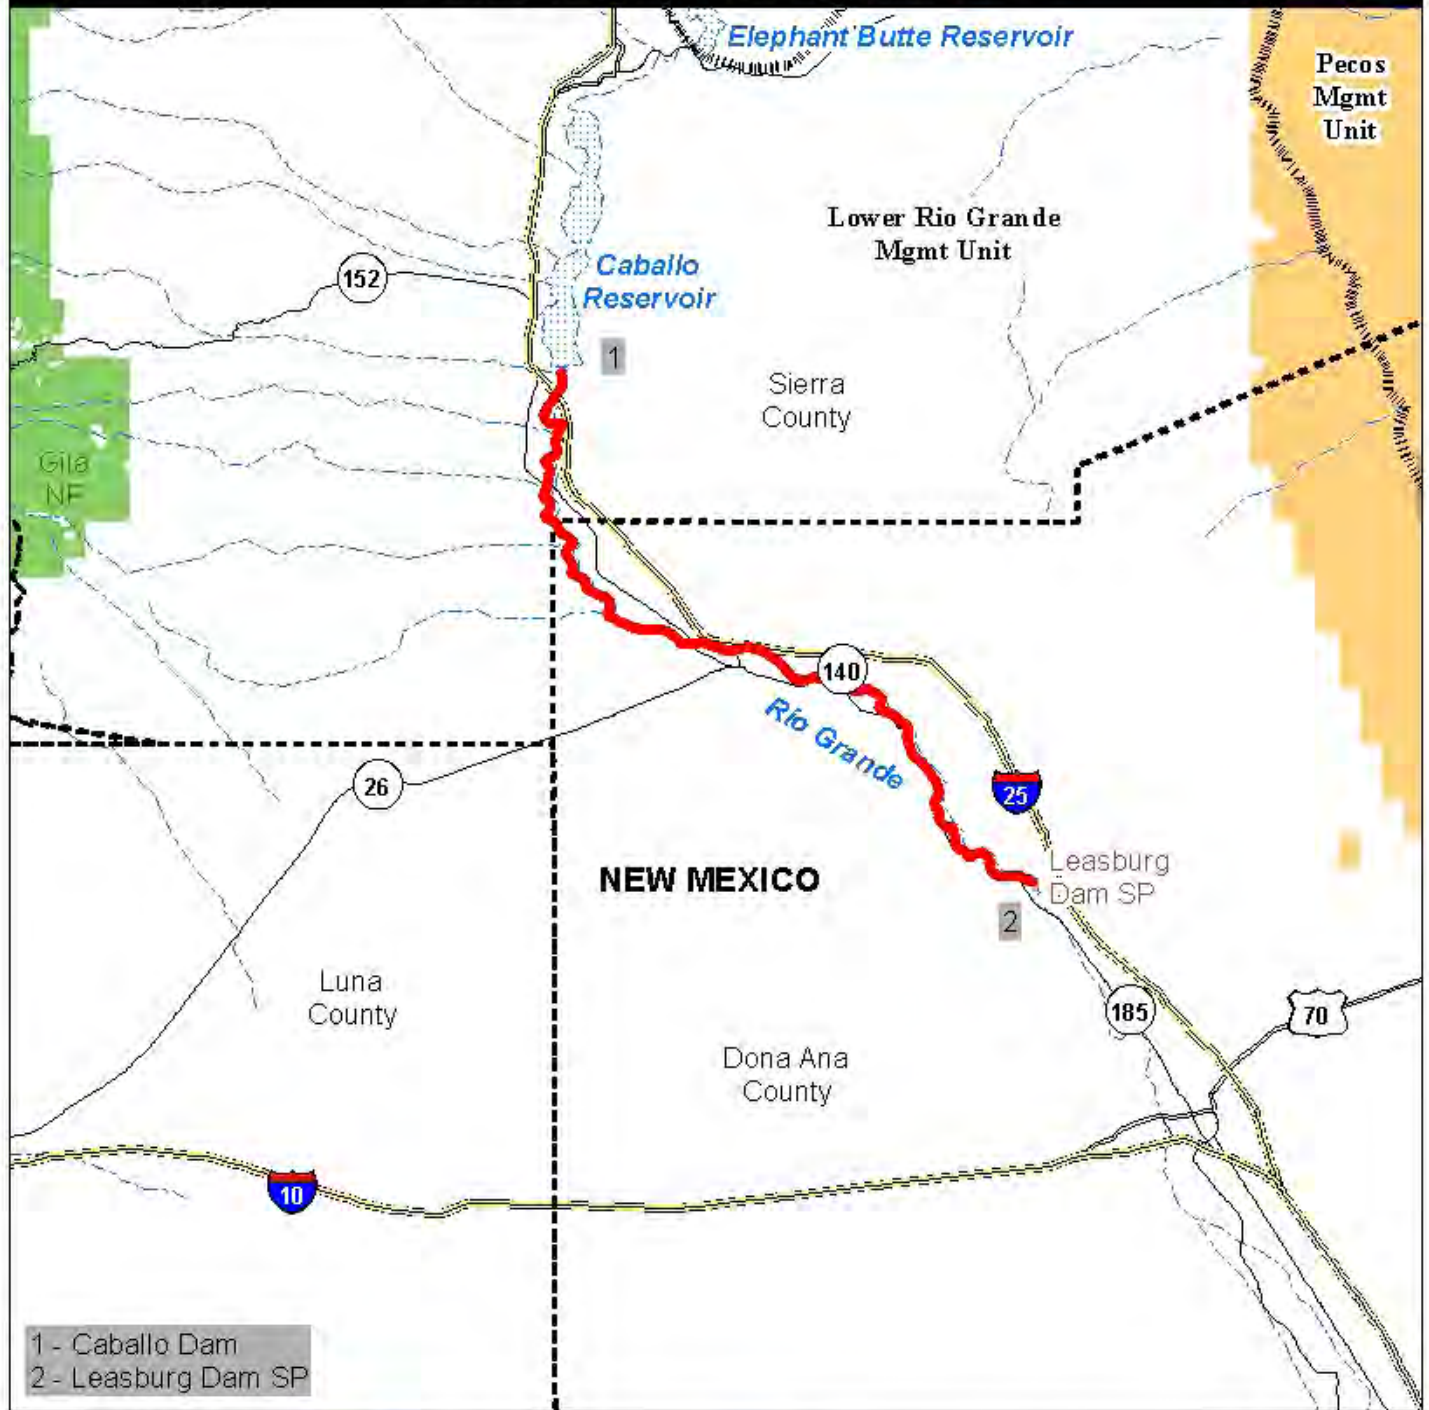 Elephant Butte Reservoir
Pecos
Mgmt
Unit
Lower Rio Grande
Mgmt Unit
152
Caballo
Reservoir
1
Sierra
County
Gila
NF
140
Rio Grande
26
25
NEW MEXICO
Leasburg
Dam SP
2
Luna
County
185
70
Dona Ana
County
10
1 - Caballo Dam
2 - Leasburg Dam SP